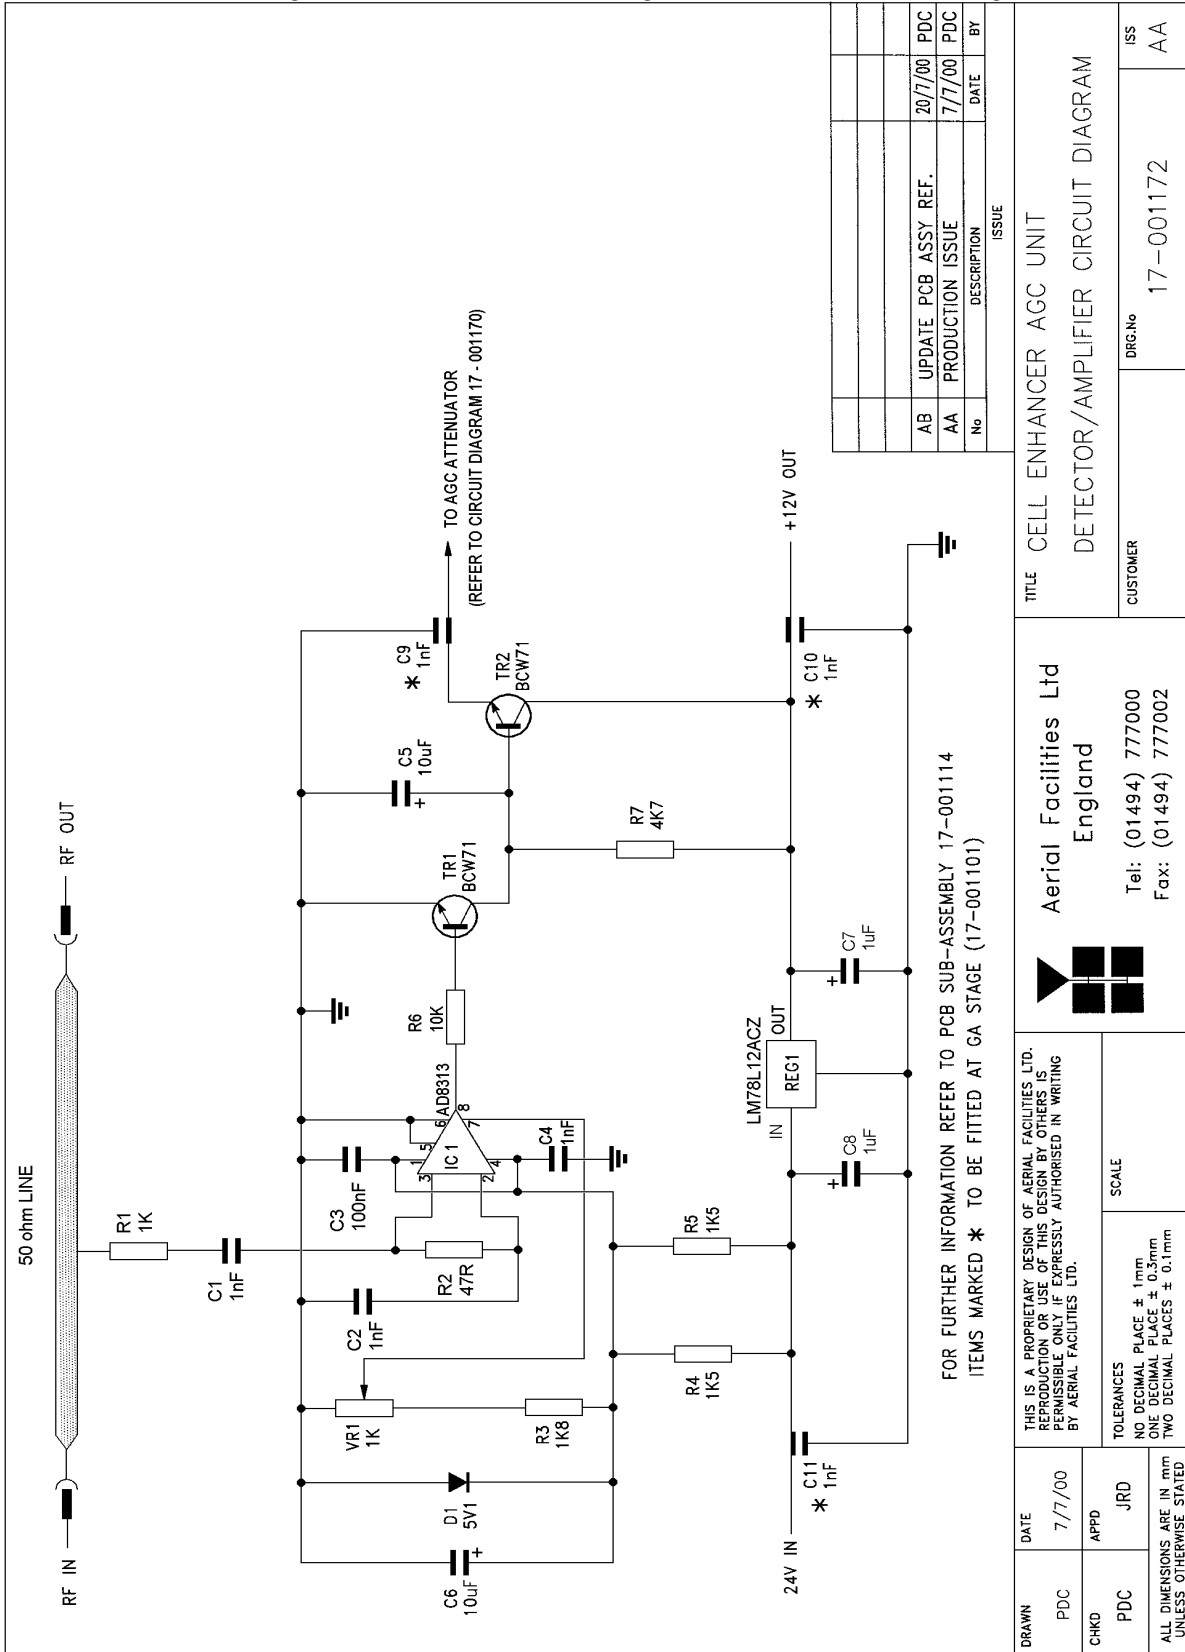 50 ohm LINE
RF IN
RF OUT
R1
1K
C1
1nF
C6
10uF
+
D1
5V1
VR1
1K
R3
1K8
C2
1nF
R2
47R
C3
100nF
3
1
5
6
AD8313
IC1
8
7
2
4
C4
1nF
R6
10K
TR1
BCW71
C5
10uF
+
TR2
BCW71
* C9
1nF
TO AGC ATTENUATOR
(REFER TO CIRCUIT DIAGRAM 17 - 001170)
R4
1K5
R5
1K5
R7
4K7
24V IN
* C11
1nF
+
C8
1uF
LM78L12ACZ
IN
OUT
REG1
+
C7
1uF
* C10
1nF
+12V OUT
FOR FURTHER INFORMATION REFER TO PCB SUB-ASSEMBLY 17-001114
ITEMS MARKED * TO BE FITTED AT GA STAGE (17-001101)
AB UPDATE PCB ASSY REF. 20/7/00 PDC
AA PRODUCTION ISSUE 7/7/00 PDC
No DESCRIPTION DATE BY
ISSUE
DRAWN
PDC
DATE
7/7/00
CHKD
PDC
APPD
JRD
ALL DIMENSIONS ARE IN mm
UNLESS OTHERWISE STATED
THIS IS A PROPRIETARY DESIGN OF AERIAL FACILITIES LTD.
REPRODUCTION OR USE OF THIS DESIGN BY OTHERS IS
PERMISSIBLE ONLY IF EXPRESSLY AUTHORISED IN WRITING
BY AERIAL FACILITIES LTD.
TOLERANCES
NO DECIMAL PLACE ± 1mm
ONE DECIMAL PLACE ± 0.3mm
TWO DECIMAL PLACES ± 0.1mm
SCALE
Aerial Facilities Ltd
England
Tel: (01494) 777000
Fax: (01494) 777002
TITLE CELL ENHANCER AGC UNIT
DETECTOR/AMPLIFIER CIRCUIT DIAGRAM
CUSTOMER
DRG.No
17-001172
ISS
AA